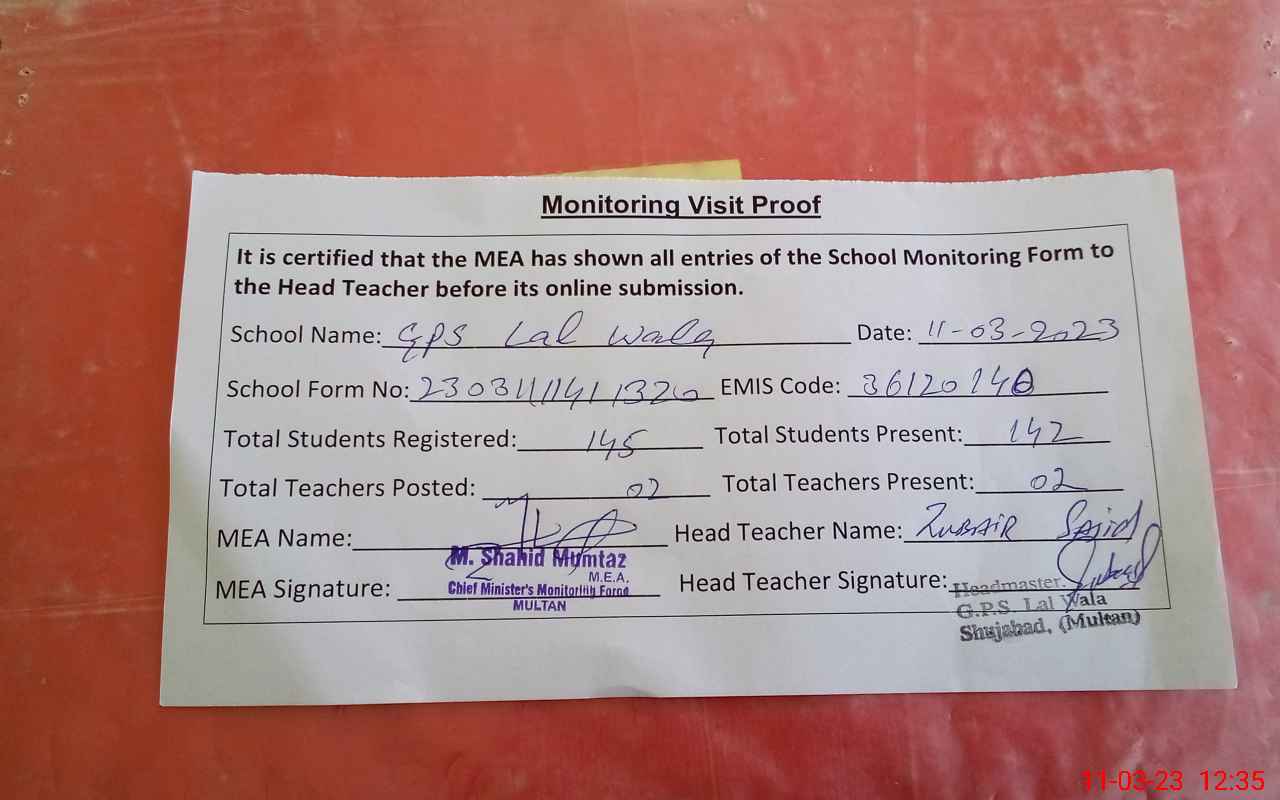 Monitoring Visit Proof
It is certified that the MEA has shown all entries of the School Monitoring Form to
the Head Teacher before its online submission.
School Name: GPS Lal Wala Date: 11-03-2023
School Form No: EMIS Code: 36120140
Total Students Registered: 145 Total Students Present: 142
Total Teachers Posted: 02 Total Teachers Present: 02
MEA Name: Head Teacher Name: ZUBAIR Sajid
M. Shahid Mumtaz
M.E.A.
MEA Signature: Chief Minister's Monitoring Force Head Teacher Signature:
MULTAN
Headmaster.
G.P.S. Lal Wala
Shujabad, (Multan)
11-03-23 12:35